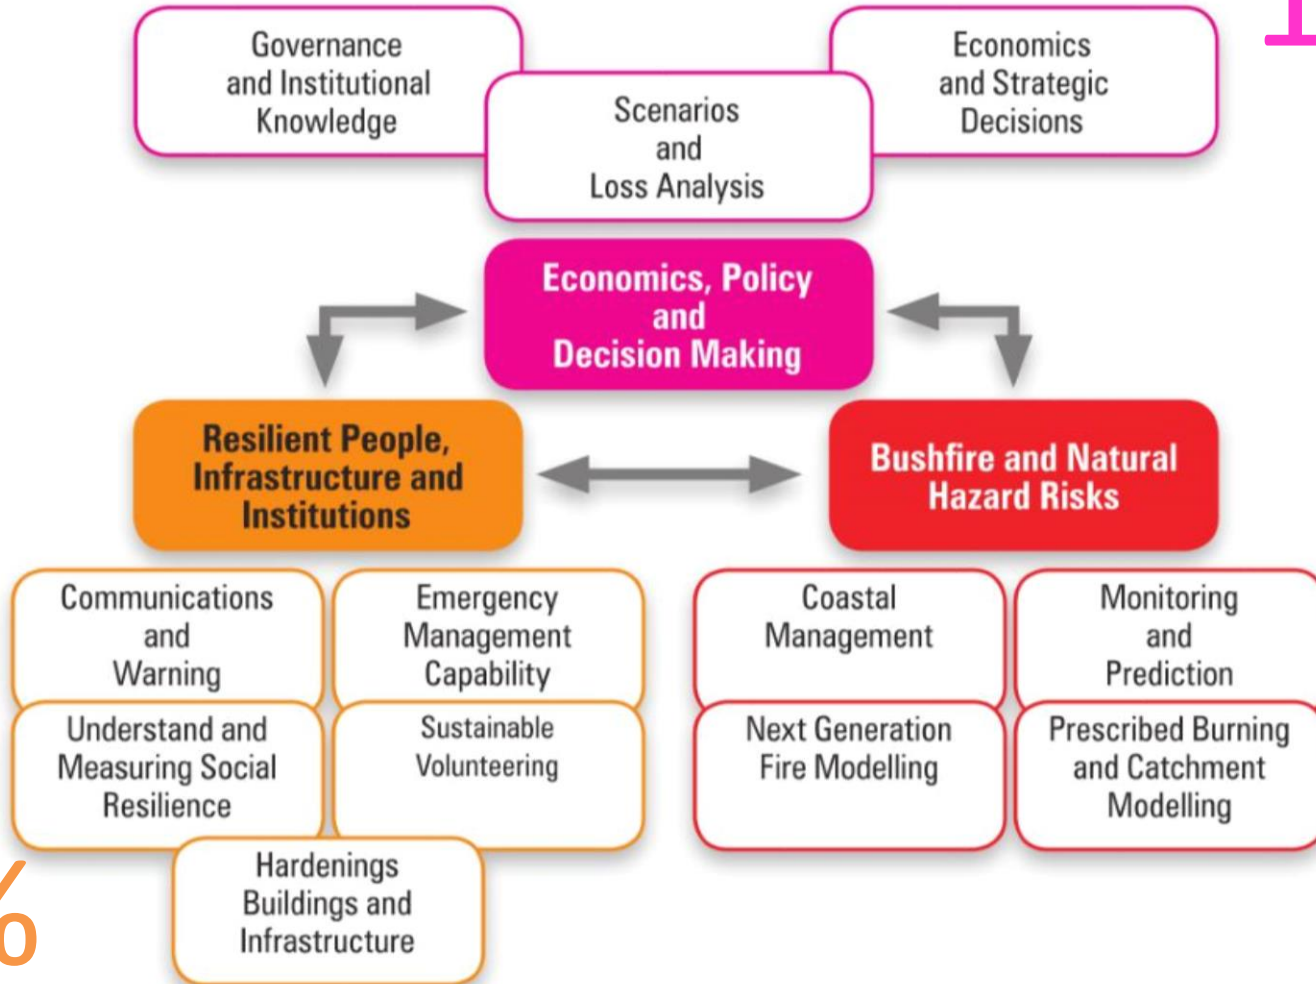 Governance
and Institutional
Knowledge
Scenarios
and
Loss Analysis
Economics
and Strategic
Decisions
1
Economics, Policy
and
Decision Making
Resilient People,
Infrastructure and
Institutions
Bushfire and Natural
Hazard Risks
Communications
and
Warning
Emergency
Management
Capability
Understand and
Measuring Social
Resilience
Sustainable
Volunteering
Hardenings
Buildings and
Infrastructure
Coastal
Management
Monitoring
and
Prediction
Next Generation
Fire Modelling
Prescribed Burning
and Catchment
Modelling
%